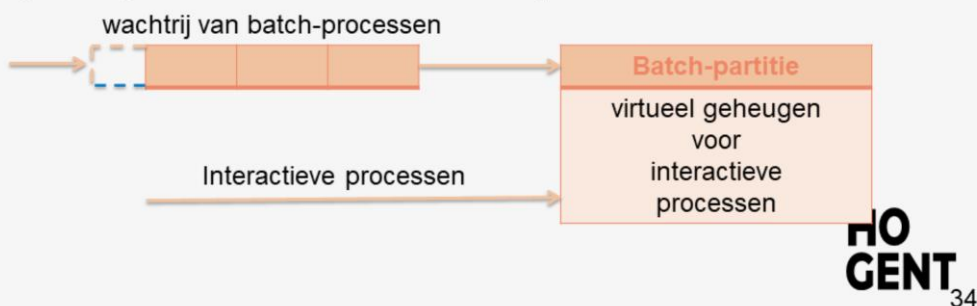 wachtrij van batch-processen
Batch-partitie
virtueel geheugen
voor
interactieve
processen
Interactieve processen
HO
GENT
34